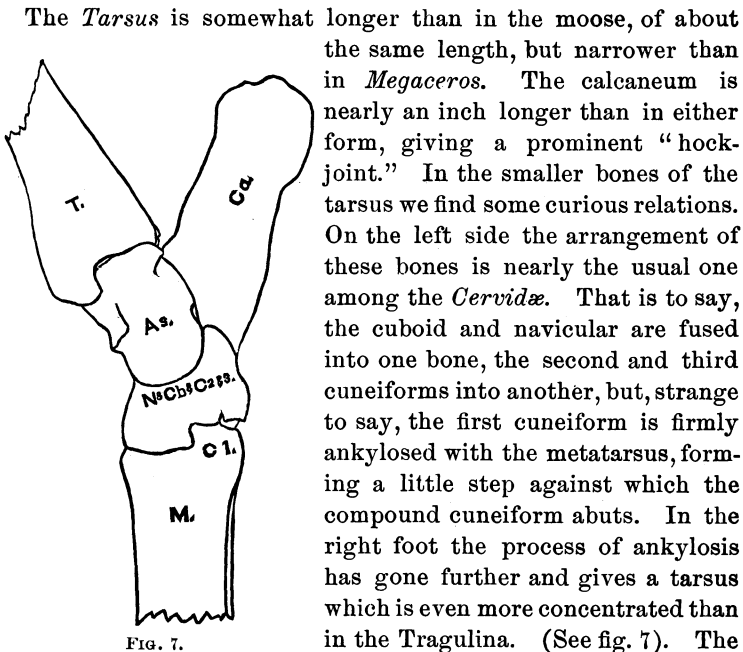 The Tarsus is somewhat longer than in the moose, of about
the same length, but narrower than
in Megaceros. The calcaneum is
nearly an inch longer than in either
form, giving a prominent “hock-
joint.” In the smaller bones of the
tarsus we find some curious relations.
On the left side the arrangement of
these bones is nearly the usual one
among the Cervidæ. That is to say,
the cuboid and navicular are fused
into one bone, the second and third
cuneiforms into another, but, strange
to say, the first cuneiform is firmly
ankylosed with the metatarsus, form-
ing a little step against which the
compound cuneiform abuts. In the
right foot the process of ankylosis
has gone further and gives a tarsus
which is even more concentrated than
in the Tragulina. (See fig. 7). The
T.
Ca
As.
N&Cb&C2&3.
C 1.
M.
FIG. 7.